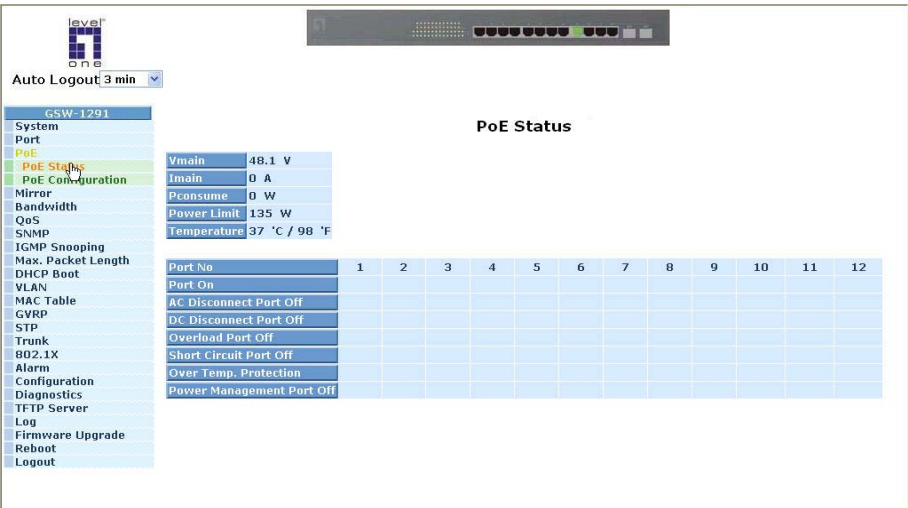 level
one
Auto Logout 3 min
GSW-1291
System
Port
PoE
PoE Status
PoE Configuration
Mirror
Bandwidth
QoS
SNMP
IGMP Snooping
Max. Packet Length
DHCP Boot
VLAN
MAC Table
GVRP
STP
Trunk
802.1X
Alarm
Configuration
Diagnostics
TFTP Server
Log
Firmware Upgrade
Reboot
Logout
PoE Status
Vmain 48.1 V
Imain 0 A
Pconsume 0 W
Power Limit 135 W
Temperature 37 'C / 98 'F
Port No 1 2 3 4 5 6 7 8 9 10 11 12
Port On
AC Disconnect Port Off
DC Disconnect Port Off
Overload Port Off
Short Circuit Port Off
Over Temp. Protection
Power Management Port Off